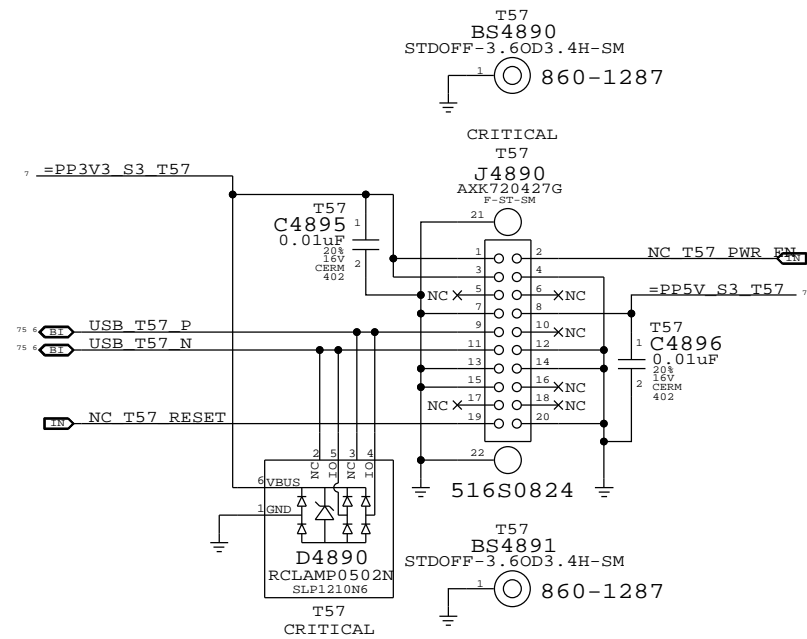 T57
BS4890
STDOFF-3.6OD3.4H-SM
1
860-1287
CRITICAL
T57
J4890
AXK720427G
F-ST-SM
7 =PP3V3_S3_T57
T57
C4895
0.01uF
20%
16V
CERM
402
1
2
21
1 2
3 4
NC 5 6 NC
7 8
9 10 NC
11 12
13 14
15 16 NC
NC 17 18 NC
19 20
22
516S0824
NC_T57_PWR_EN
IN
=PP5V_S3_T57 7
T57
C4896
0.01uF
20%
16V
CERM
402
1
2
75 6 BI USB_T57_P
75 6 BI USB_T57_N
IN NC_T57_RESET
NC 2
IO 5
NC 3
IO 4
6 VBUS
1 GND
D4890
RCLAMP0502N
SLP1210N6
T57
CRITICAL
T57
BS4891
STDOFF-3.6OD3.4H-SM
1
860-1287